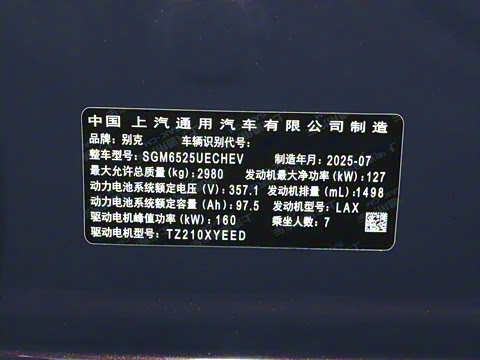 中国 上汽通用汽车有限公司制造
品牌：别克 车辆识别代号：
整车型号：SGM6525UECHEV 制造年月：2025-07
最大允许总质量(kg)：2980 发动机最大净功率(kW)：127
动力电池系统额定电压(V)：357.1 发动机排量(mL)：1498
动力电池系统额定容量(Ah)：97.5 发动机型号：LAX
驱动电机峰值功率(kW)：160 乘坐人数：7
驱动电机型号：TZ210XYEED